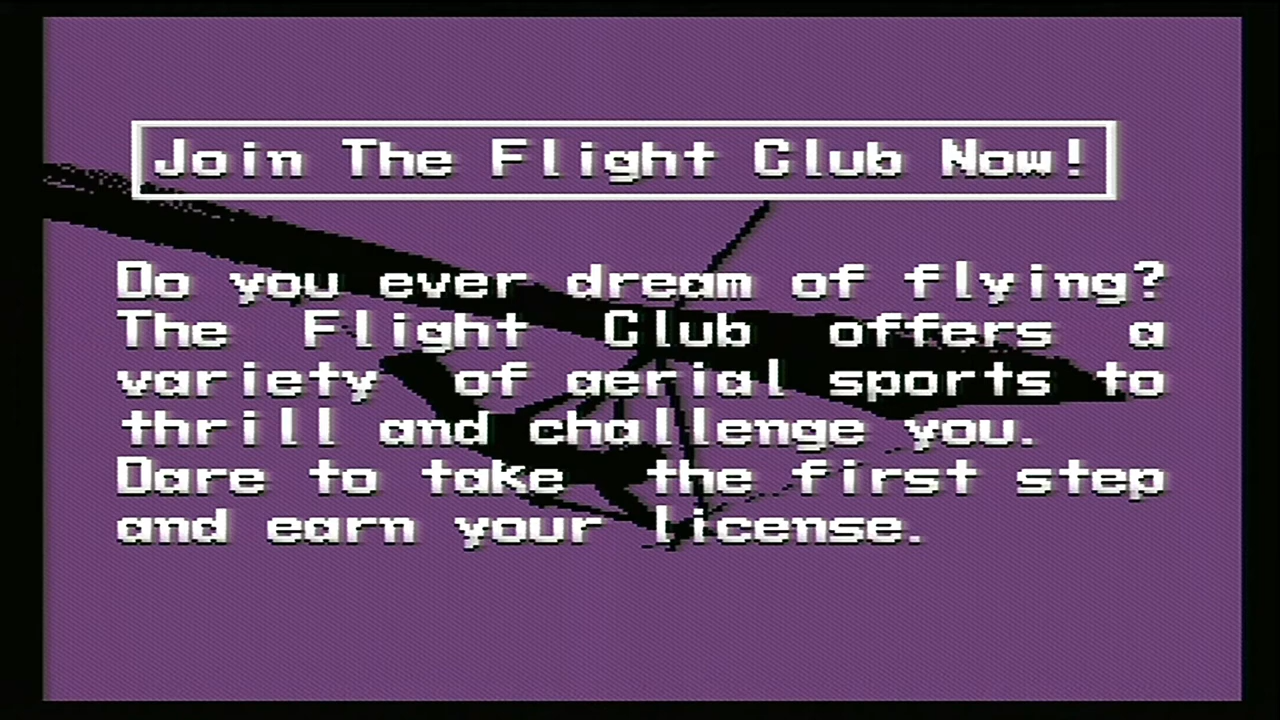 Join The Flight Club Now!
Do you ever dream of flying?
The Flight Club offers a
variety of aerial sports to
thrill and challenge you.
Dare to take the first step
and earn your license.